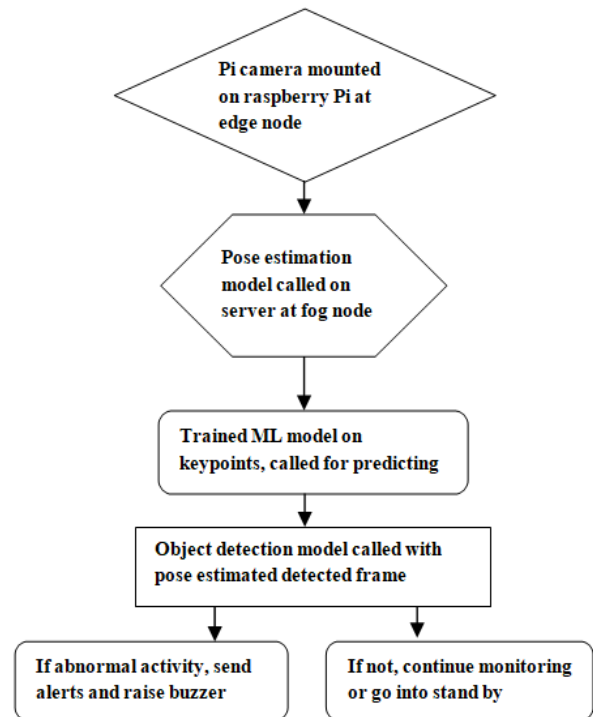 Pi camera mounted
on raspberry Pi at
edge node
Pose estimation
model called on
server at fog node
Trained ML model on
keypoints, called for predicting
Object detection model called with
pose estimated detected frame
If abnormal activity, send
alerts and raise buzzer
If not, continue monitoring
or go into stand by